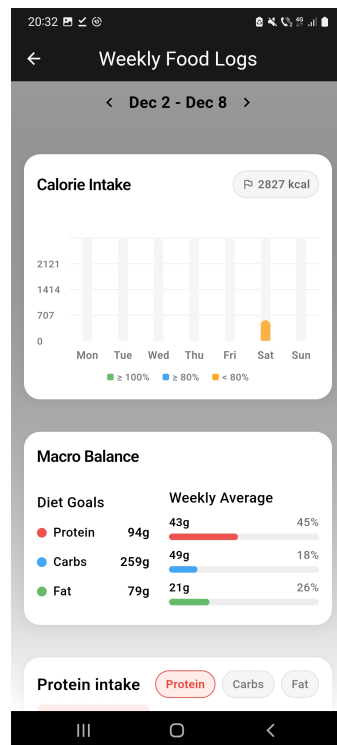 20:32
4G
Weekly Food Logs
Dec 2 - Dec 8
Calorie Intake
2827 kcal
2121
1414
707
0
Mon Tue Wed Thu Fri Sat Sun
≥ 100% ≥ 80% < 80%
Macro Balance
Diet Goals
Weekly Average
43g 45%
Protein 94g
49g 18%
Carbs 259g
21g 26%
Fat 79g
Protein intake Protein Carbs Fat